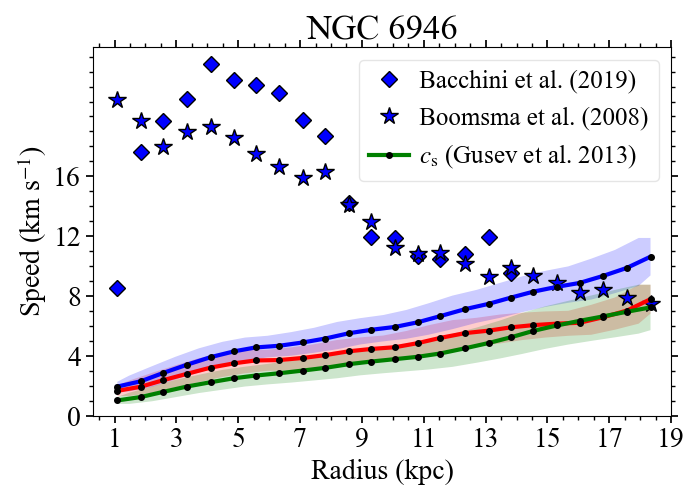 NGC 6946
Bacchini et al. (2019)
Boomsma et al. (2008)
cₛ (Gusev et al. 2013)
Speed (km s⁻¹)
16
12
8
4
0
1 3 5 7 9 11 13 15 17 19
Radius (kpc)